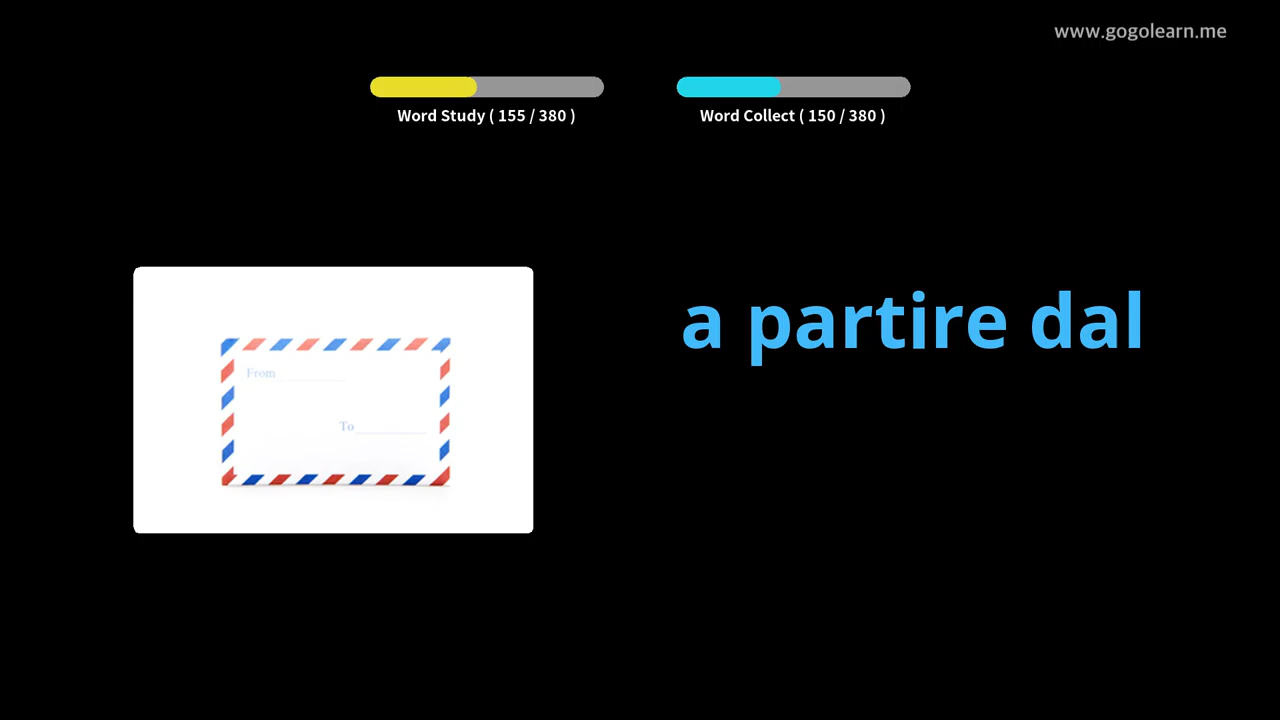 www.gogolearn.me
Word Study ( 155 / 380 )
Word Collect ( 150 / 380 )
a partire dal
From
To